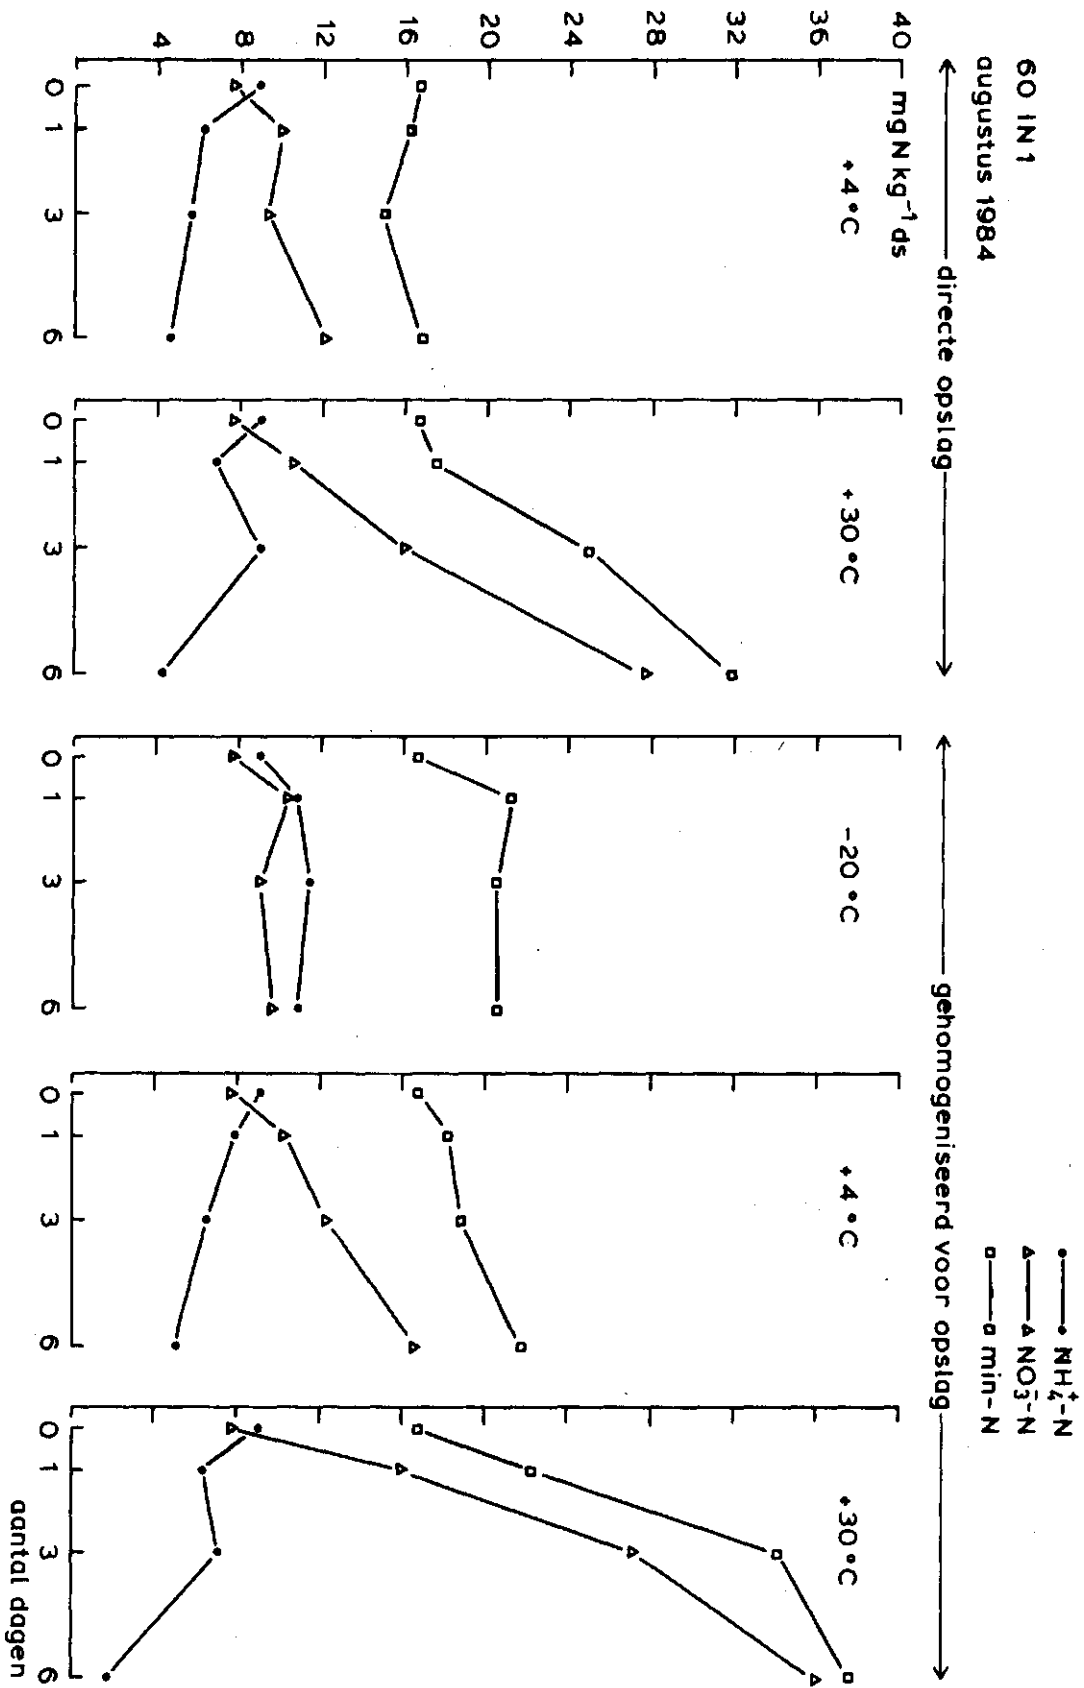 60 IN 1
augustus 1984
NH₄⁺-N
NO₃⁻-N
min-N
directe opslag
gehomogeniseerd voor opslag
mg N kg⁻¹ ds
+4 °C
+30 °C
-20 °C
+4 °C
+30 °C
40
36
32
28
24
20
16
12
8
4
0 1 3 6
0 1 3 6
0 1 3 6
0 1 3 6
0 1 3 6
aantal dagen